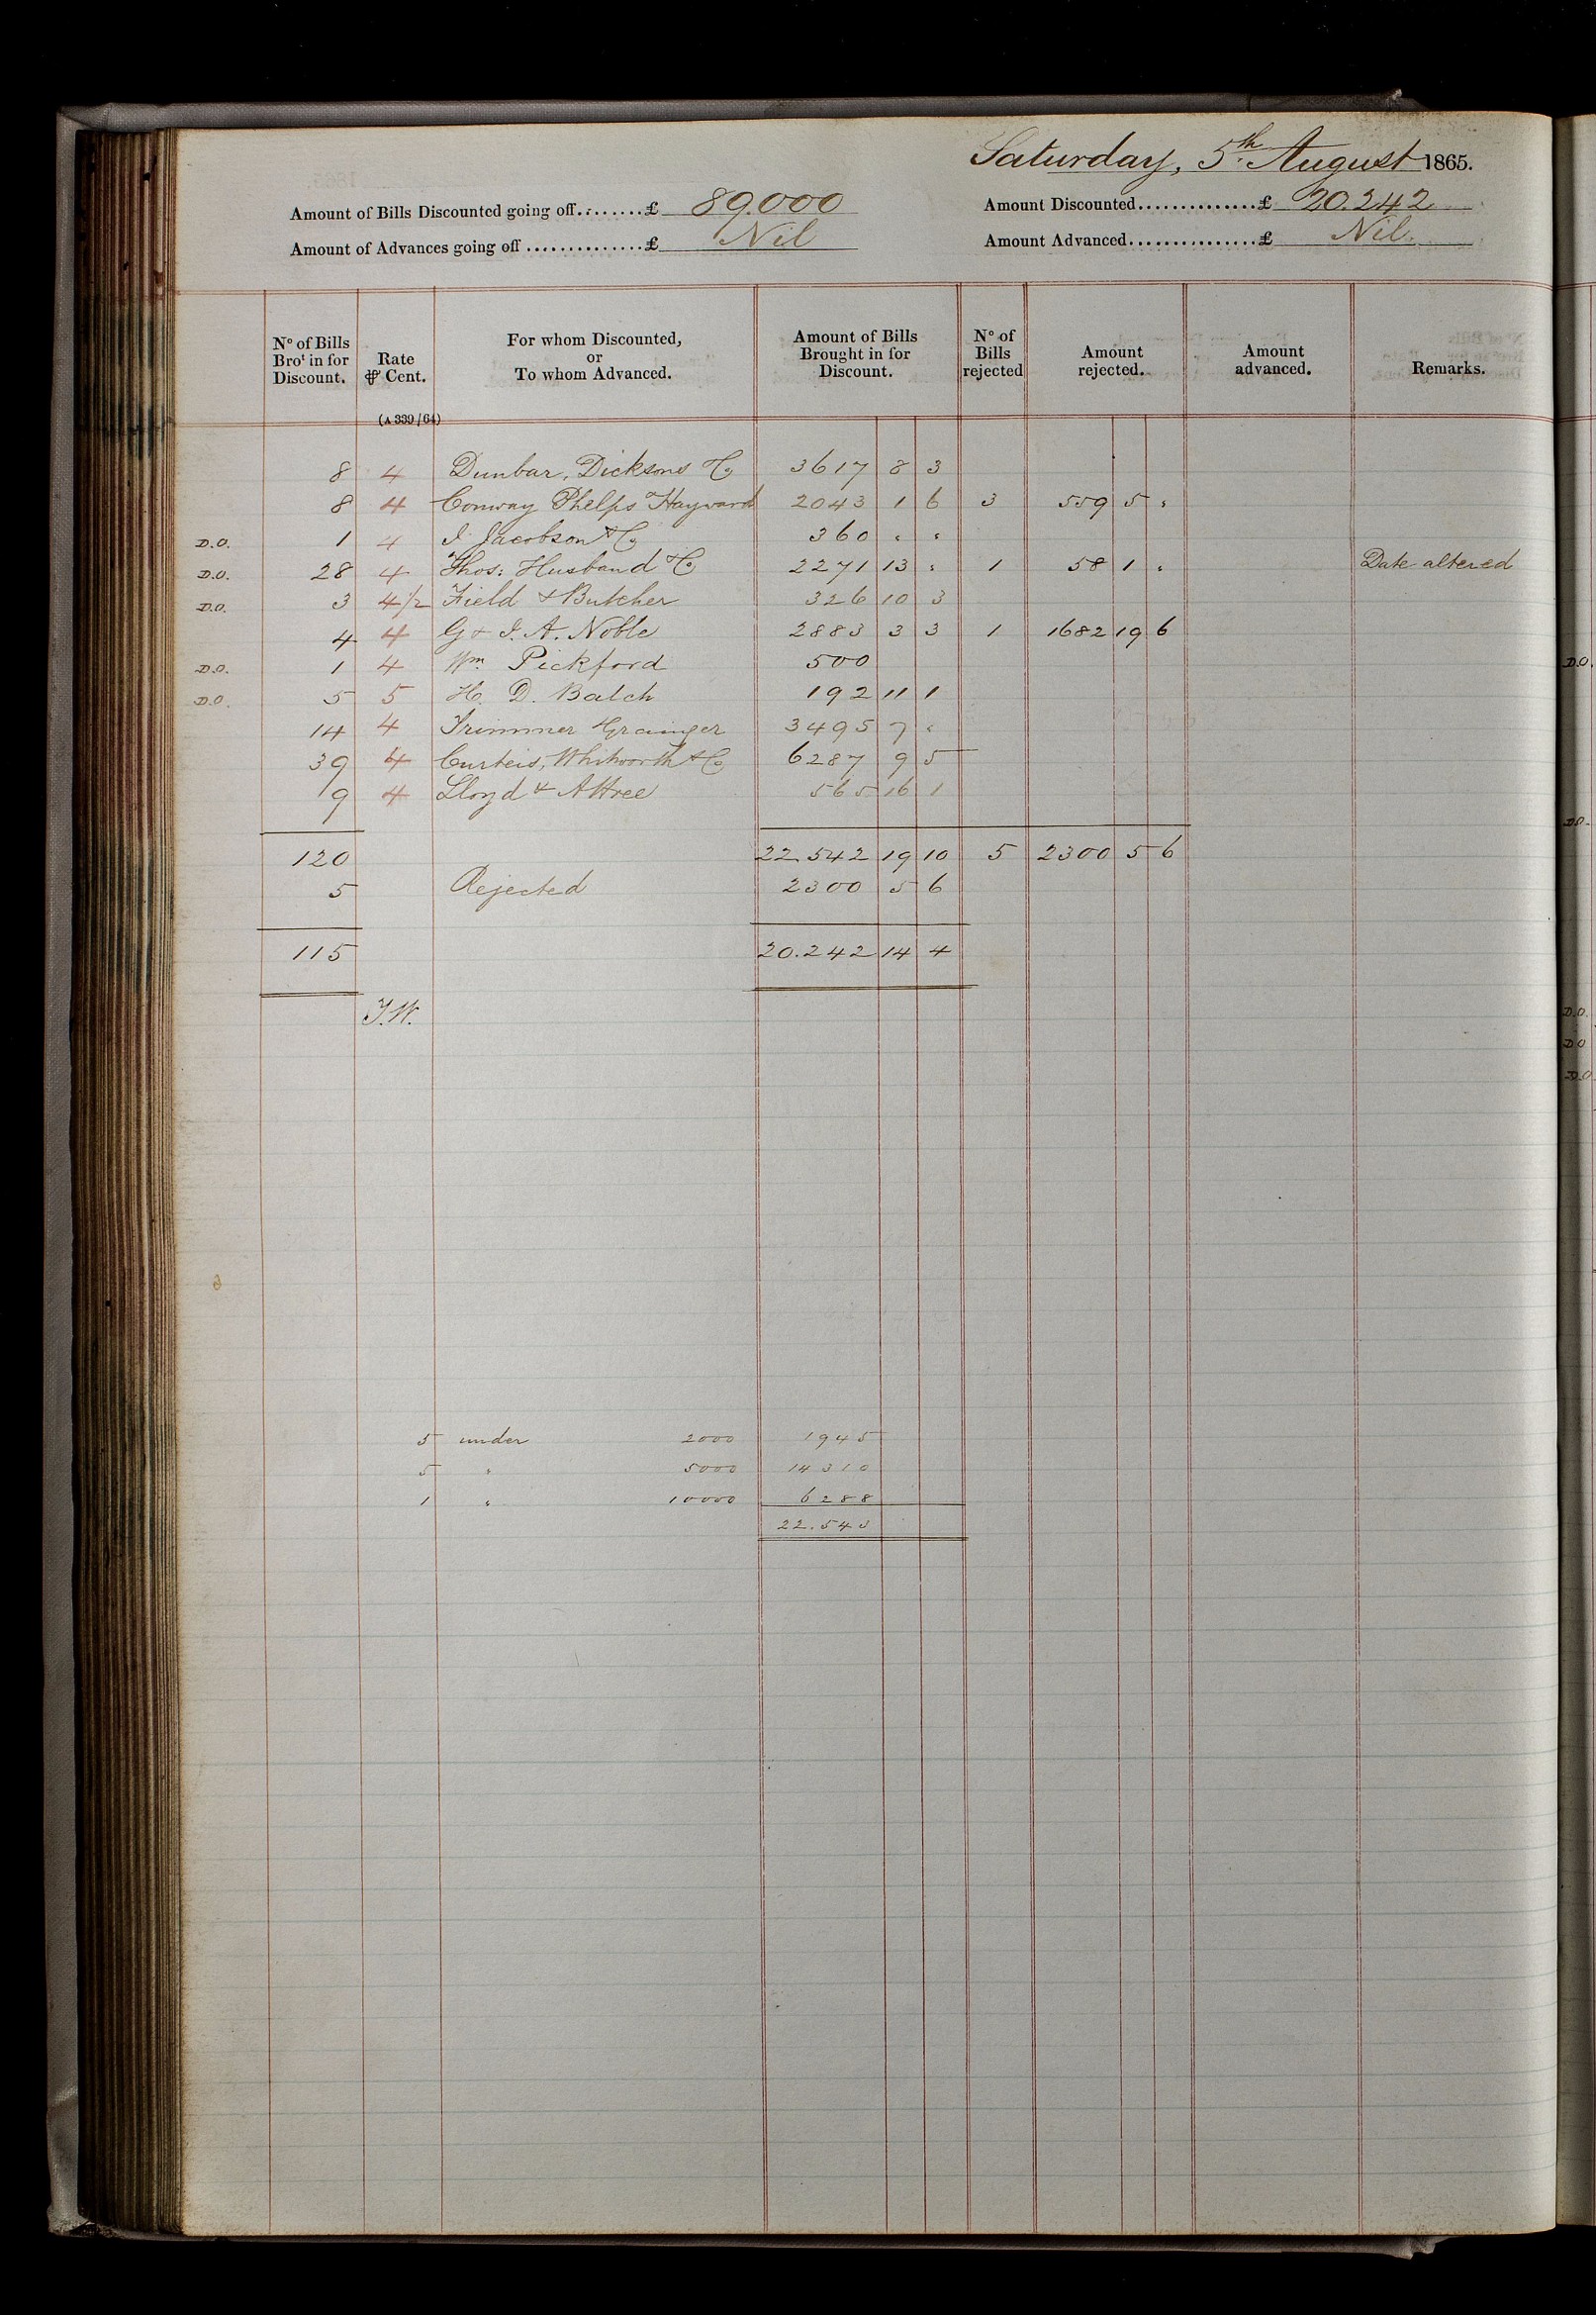 Saturday, 5th August 1865.
Amount of Bills Discounted going off........£ 89.000 Amount Discounted..............£ 20.242
Amount of Advances going off ..............£ Nil Amount Advanced................£ Nil.
No of Bills Brot in for Discount. Rate ₱ Cent. For whom Discounted, or To whom Advanced. Amount of Bills Brought in for Discount. No of Bills rejected Amount rejected. Amount advanced. Remarks.
(A 339/64)
8 4 Dunbar, Dicksons & Co 3617 8 3
8 4 Conway Phelps & Hayward 2043 1 6 3 559 5 "
D.O. 1 4 I. Jacobson & Co 360 " "
D.O. 28 4 Thos: Husband & Co 2271 13 " 1 58 1 " Date altered
D.O. 3 4½ Field & Butcher 326 10 3
4 4 G & J. A. Noble 2883 3 3 1 1682 19 6
D.O. 1 4 Wm Pickford 500
D.O. 5 5 H. D. Balch 192 11 1
14 4 Trimmer Grainger 3495 7 "
39 4 Curteis, Whitworth & Co 6287 9 5
9 4 Lloyd & Attree 565 16 1
120 22.542 19 10 5 2300 5 6
5 Rejected 2300 5 6
115 20.242 14 4
J.W.
5 under 2000 1945
5 " 5000 14310
1 " 10000 6288
22.543
D.O.
D.O.
D.O.
D.O
D.O